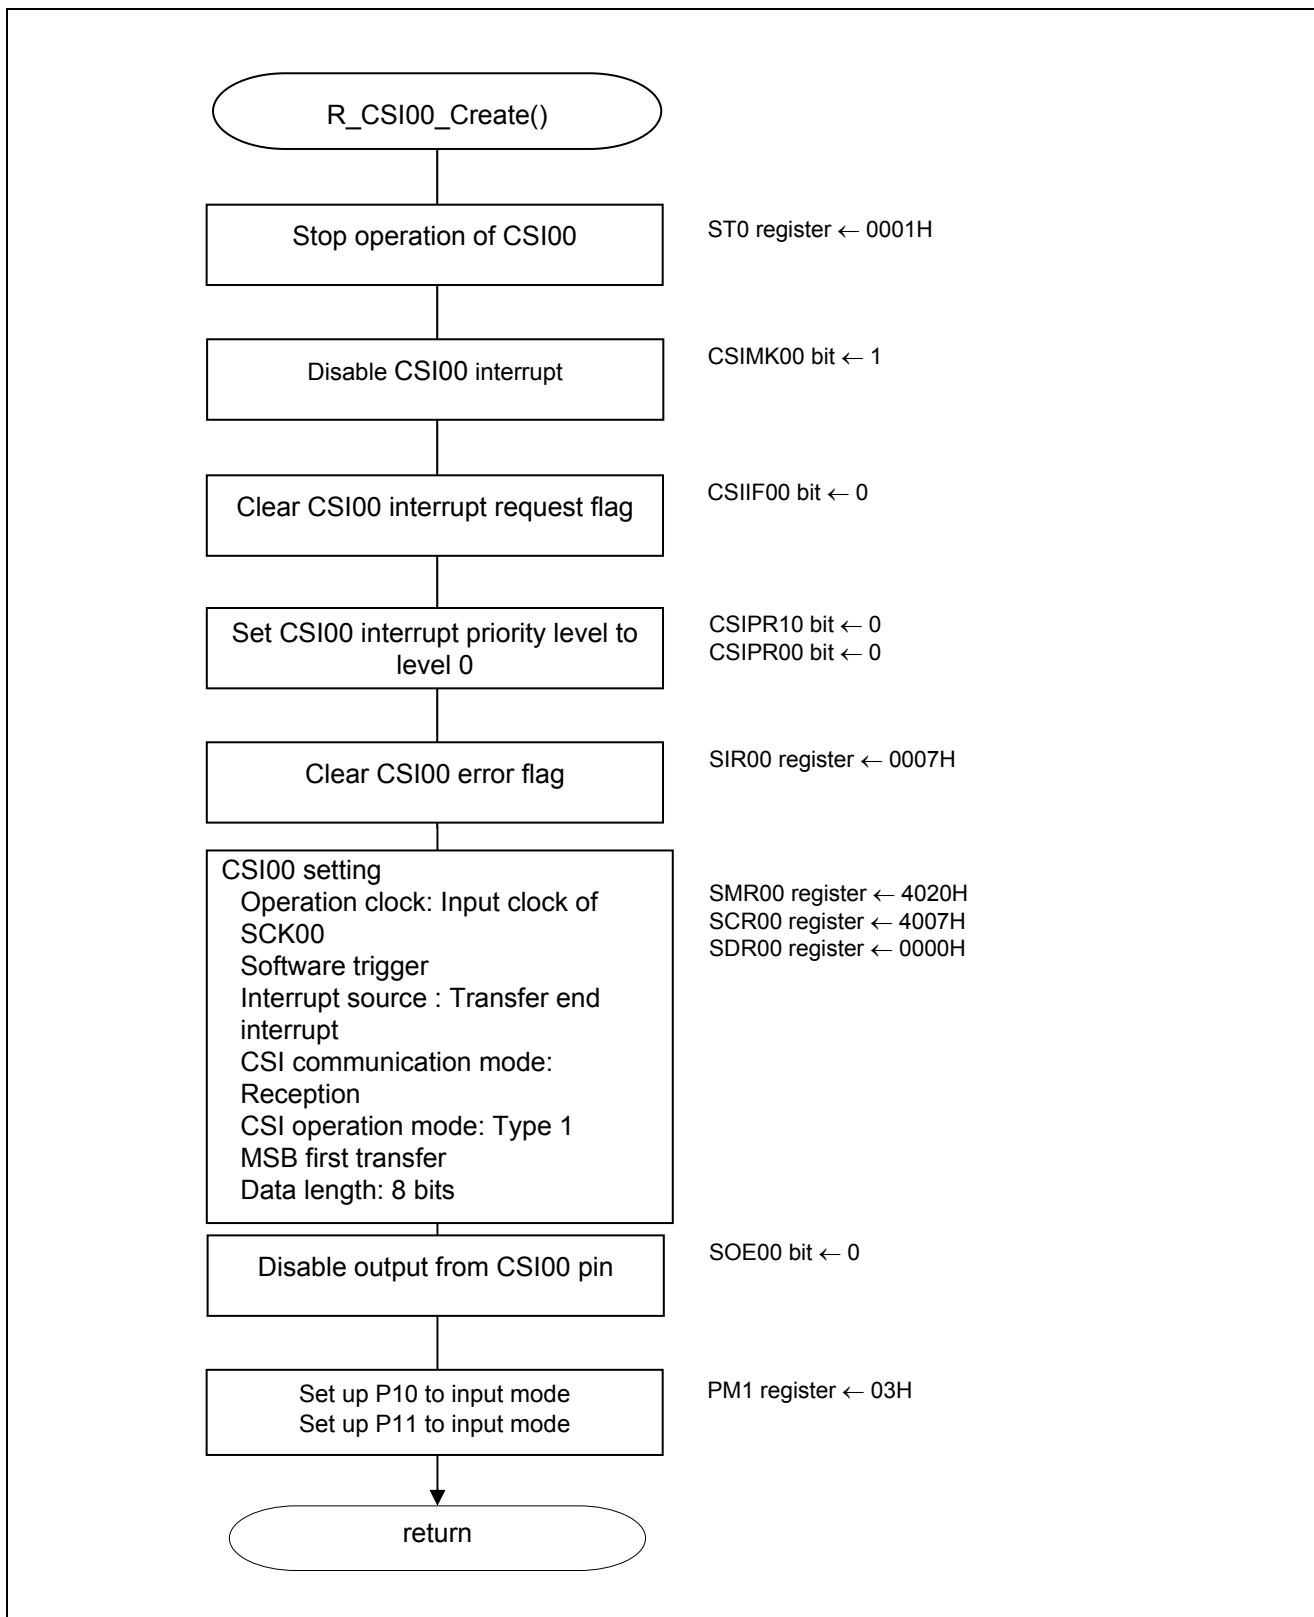 R_CSI00_Create()
Stop operation of CSI00
ST0 register ← 0001H
Disable CSI00 interrupt
CSIMK00 bit ← 1
Clear CSI00 interrupt request flag
CSIIF00 bit ← 0
Set CSI00 interrupt priority level to
level 0
CSIPR10 bit ← 0
CSIPR00 bit ← 0
Clear CSI00 error flag
SIR00 register ← 0007H
CSI00 setting
Operation clock: Input clock of
SCK00
Software trigger
Interrupt source : Transfer end
interrupt
CSI communication mode:
Reception
CSI operation mode: Type 1
MSB first transfer
Data length: 8 bits
SMR00 register ← 4020H
SCR00 register ← 4007H
SDR00 register ← 0000H
Disable output from CSI00 pin
SOE00 bit ← 0
Set up P10 to input mode
Set up P11 to input mode
PM1 register ← 03H
return